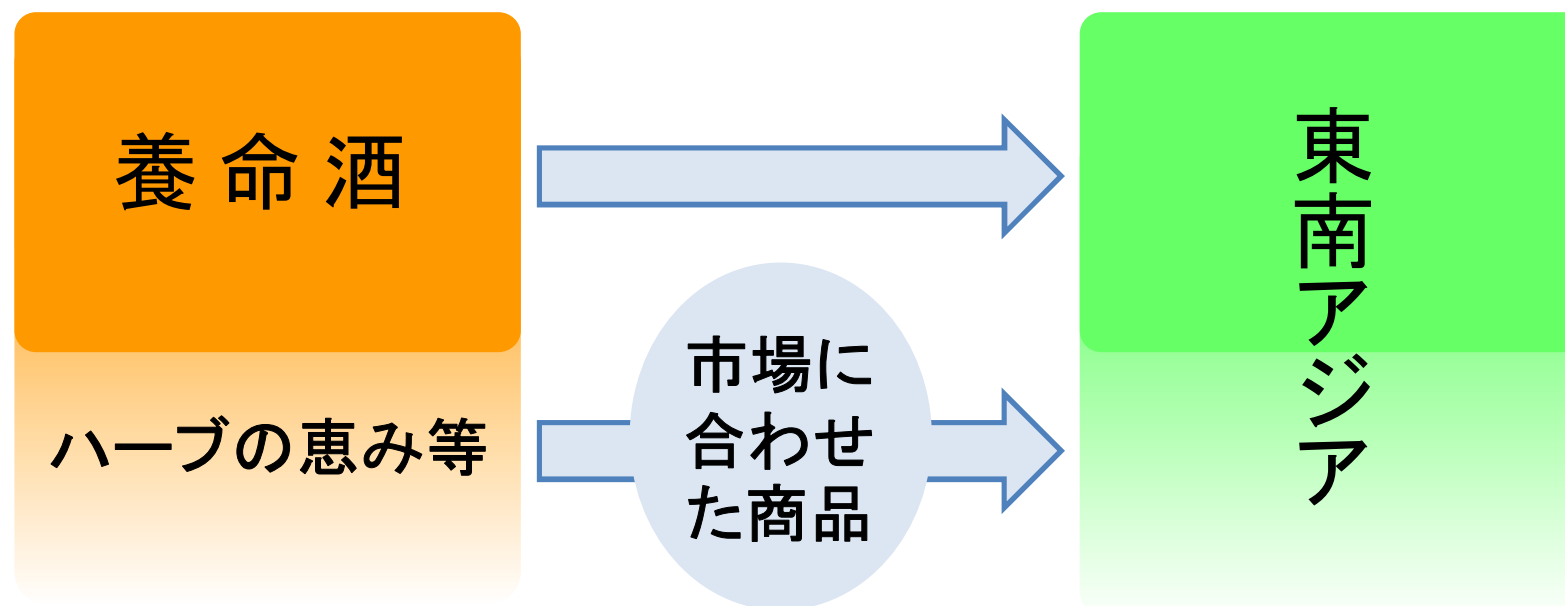 養命酒
ハーブの恵み等
市場に
合わせ
た商品
東南アジア